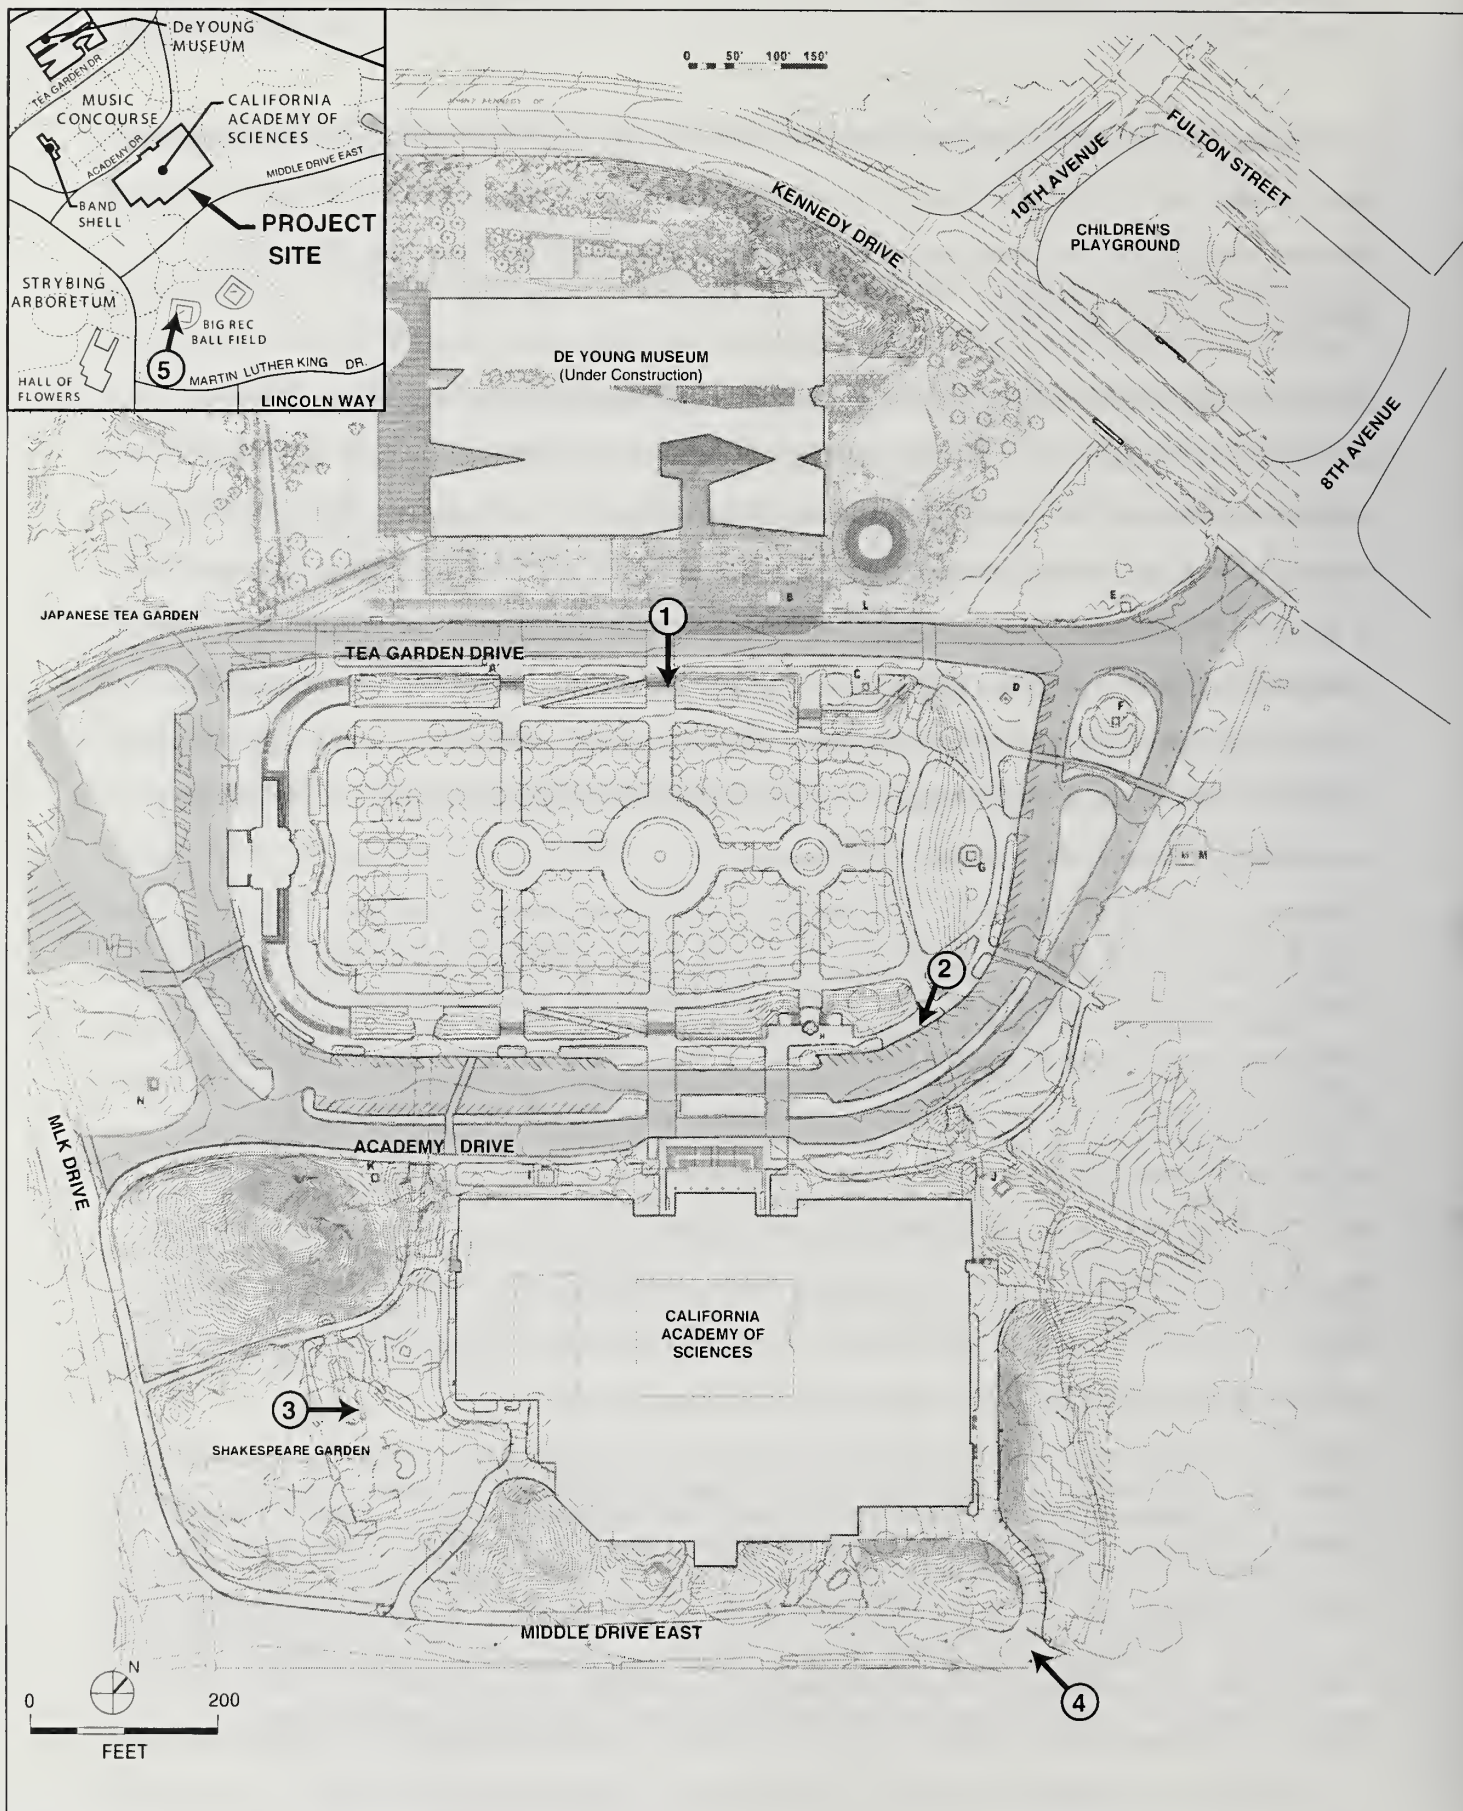 DeYOUNG
MUSEUM
TEA GARDEN DR
MUSIC
CONCOURSE
CALIFORNIA
ACADEMY OF
SCIENCES
ACADEMY DR
MIDDLE DRIVE EAST
BAND
SHELL
PROJECT
SITE
STRYBING
ARBORETUM
BIG REC
BALL FIELD
5
MARTIN LUTHER KING DR.
HALL OF
FLOWERS
LINCOLN WAY
0 50' 100' 150'
KENNEDY DRIVE
10TH AVENUE
FULTON STREET
CHILDREN'S
PLAYGROUND
8TH AVENUE
DE YOUNG MUSEUM
(Under Construction)
B
L
E
JAPANESE TEA GARDEN
1
TEA GARDEN DRIVE
A
C
D
F
M
G
2
H
N
MLK DRIVE
ACADEMY DRIVE
K
I
J
CALIFORNIA
ACADEMY OF
SCIENCES
3
SHAKESPEARE GARDEN
MIDDLE DRIVE EAST
4
N
0 200
FEET